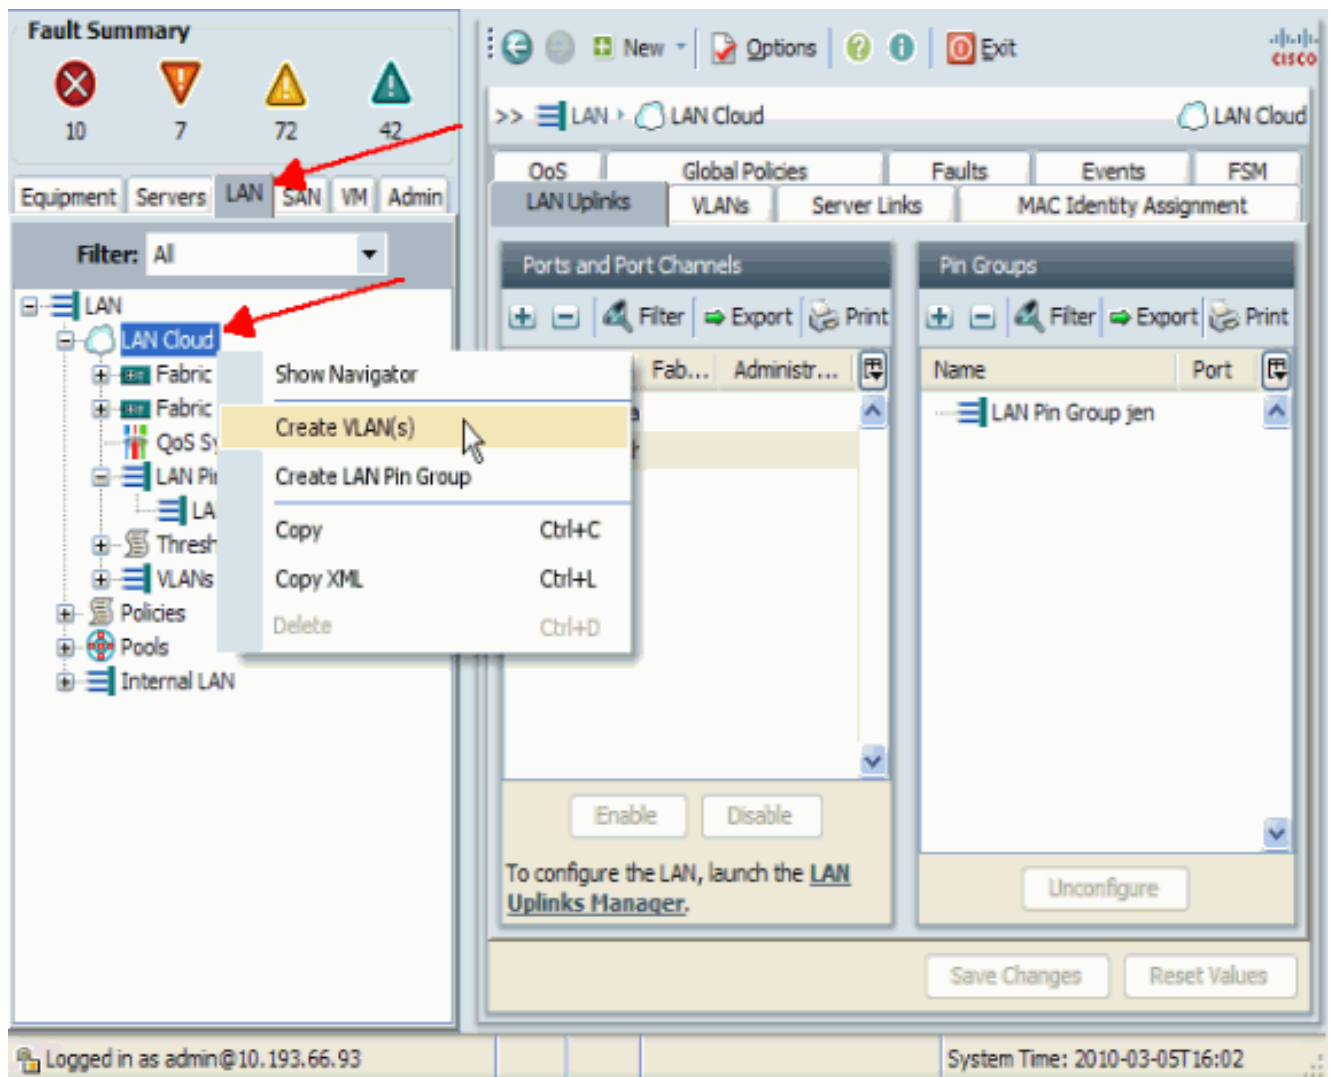 Fault Summary
10 7 72 42
Equipment Servers LAN SAN VM Admin
Filter: All
LAN
LAN Cloud
Fabric
Fabric
QoS Sy
LAN Pi
LA
Thresh
VLANs
Policies
Pools
Internal LAN
Show Navigator
Create VLAN(s)
Create LAN Pin Group
Copy Ctrl+C
Copy XML Ctrl+L
Delete Ctrl+D
New Options ? i Exit
CISCO
>> LAN LAN Cloud LAN Cloud
QoS Global Policies Faults Events FSM
LAN Uplinks VLANs Server Links MAC Identity Assignment
Ports and Port Channels
Filter Export Print
Fab... Administr...
Enable Disable
To configure the LAN, launch the LAN
Uplinks Manager.
Pin Groups
Filter Export Print
Name Port
LAN Pin Group jen
Unconfigure
Save Changes Reset Values
Logged in as admin@10.193.66.93 System Time: 2010-03-05T16:02